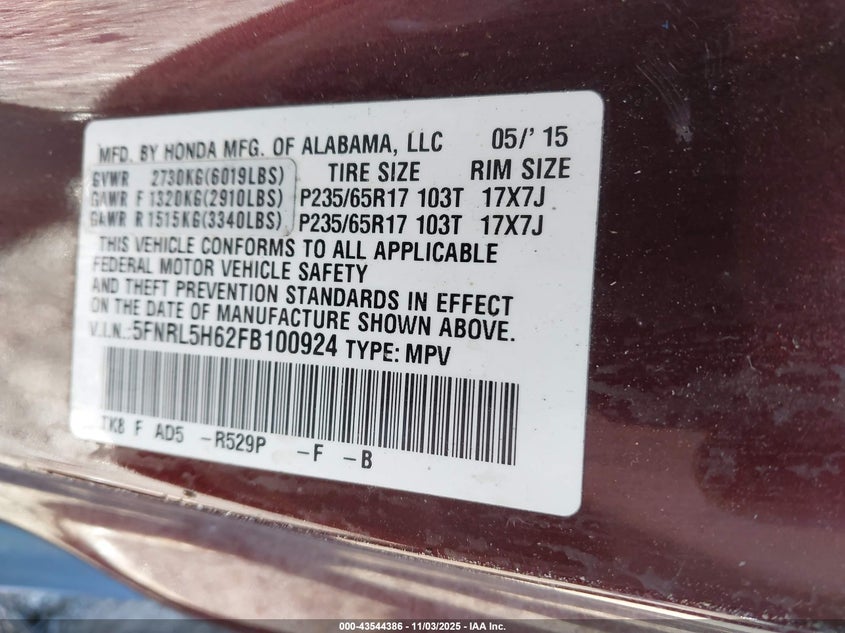 MFD. BY HONDA MFG. OF ALABAMA, LLC 05/' 15
GVWR 2730KG(6019LBS) TIRE SIZE RIM SIZE
GAWR F 1320KG(2910LBS) P235/65R17 103T 17X7J
GAWR R 1515KG(3340LBS) P235/65R17 103T 17X7J
THIS VEHICLE CONFORMS TO ALL APPLICABLE
FEDERAL MOTOR VEHICLE SAFETY
AND THEFT PREVENTION STANDARDS IN EFFECT
ON THE DATE OF MANUFACTURE SHOWN ABOVE.
V.I.N.: 5FNRL5H62FB100924 TYPE: MPV
TK8 F AD5 -R529P -F -B
000-43544386 - 11/03/2025 - IAA Inc.